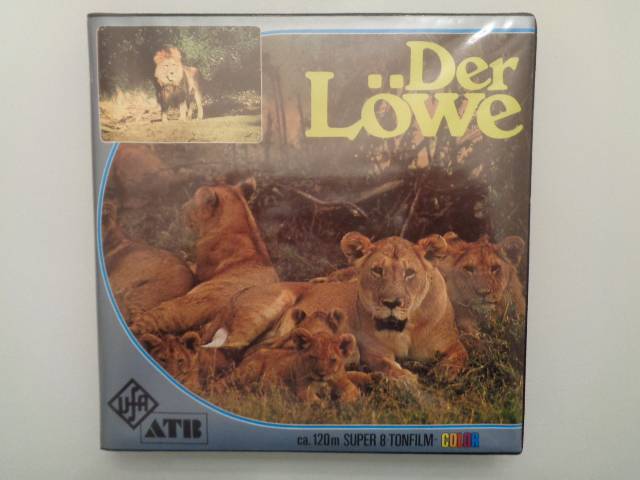 Der
Löwe
UFA
ATB
ca. 120m SUPER 8-TONFILM- COLOR